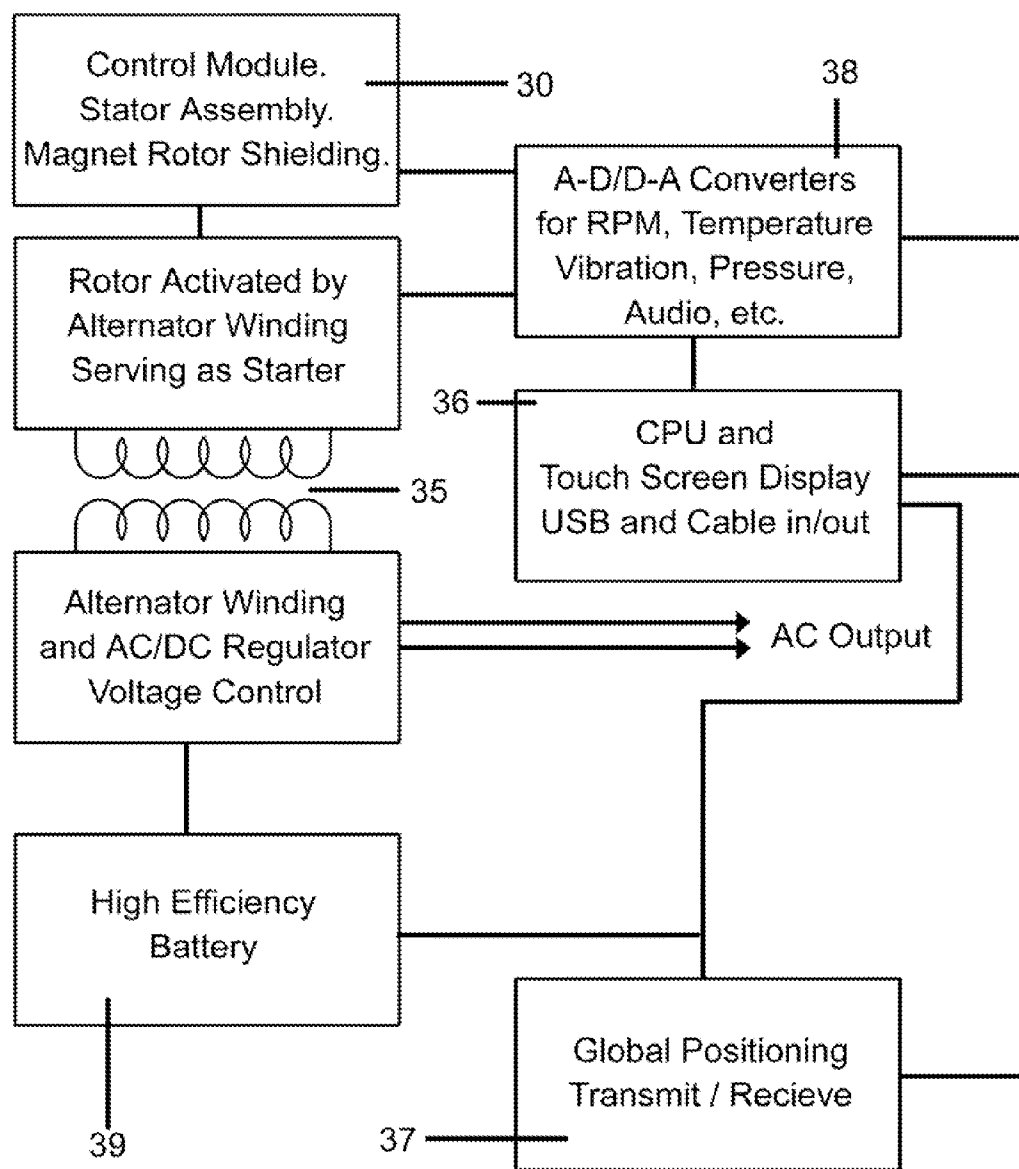 Control Module.
Stator Assembly.
Magnet Rotor Shielding.
30
38
A-D/D-A Converters
for RPM, Temperature
Vibration, Pressure,
Audio, etc.
Rotor Activated by
Alternator Winding
Serving as Starter
36
CPU and
Touch Screen Display
USB and Cable in/out
35
Alternator Winding
and AC/DC Regulator
Voltage Control
AC Output
High Efficiency
Battery
39
Global Positioning
Transmit / Recieve
37